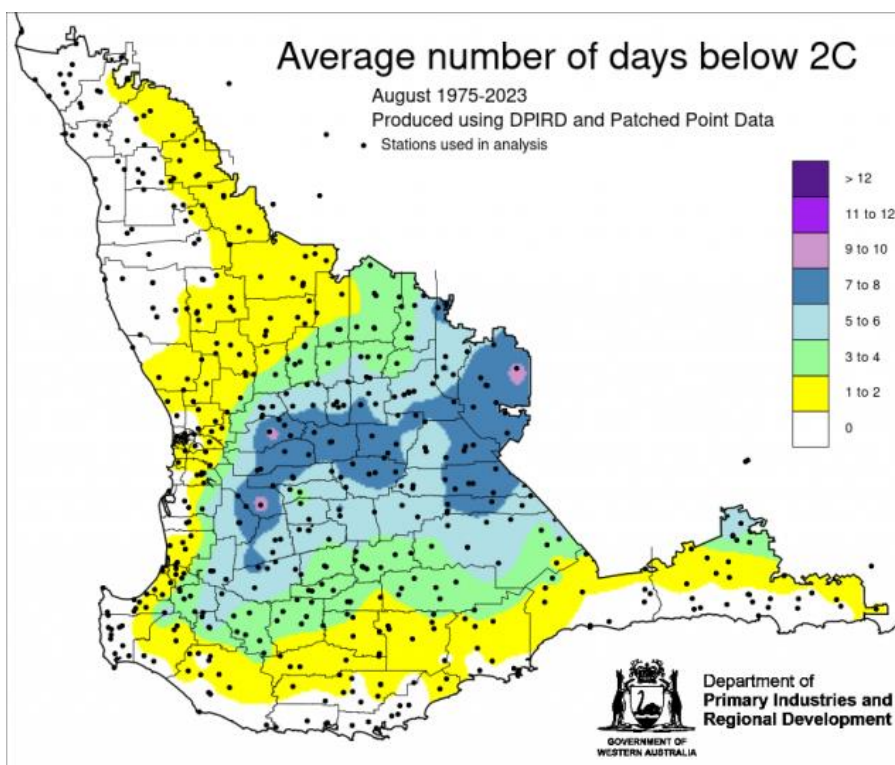 Average number of days below 2C
August 1975-2023
Produced using DPIRD and Patched Point Data
Stations used in analysis
> 12
11 to 12
9 to 10
7 to 8
5 to 6
3 to 4
1 to 2
0
Department of
Primary Industries and
Regional Development
GOVERNMENT OF
WESTERN AUSTRALIA